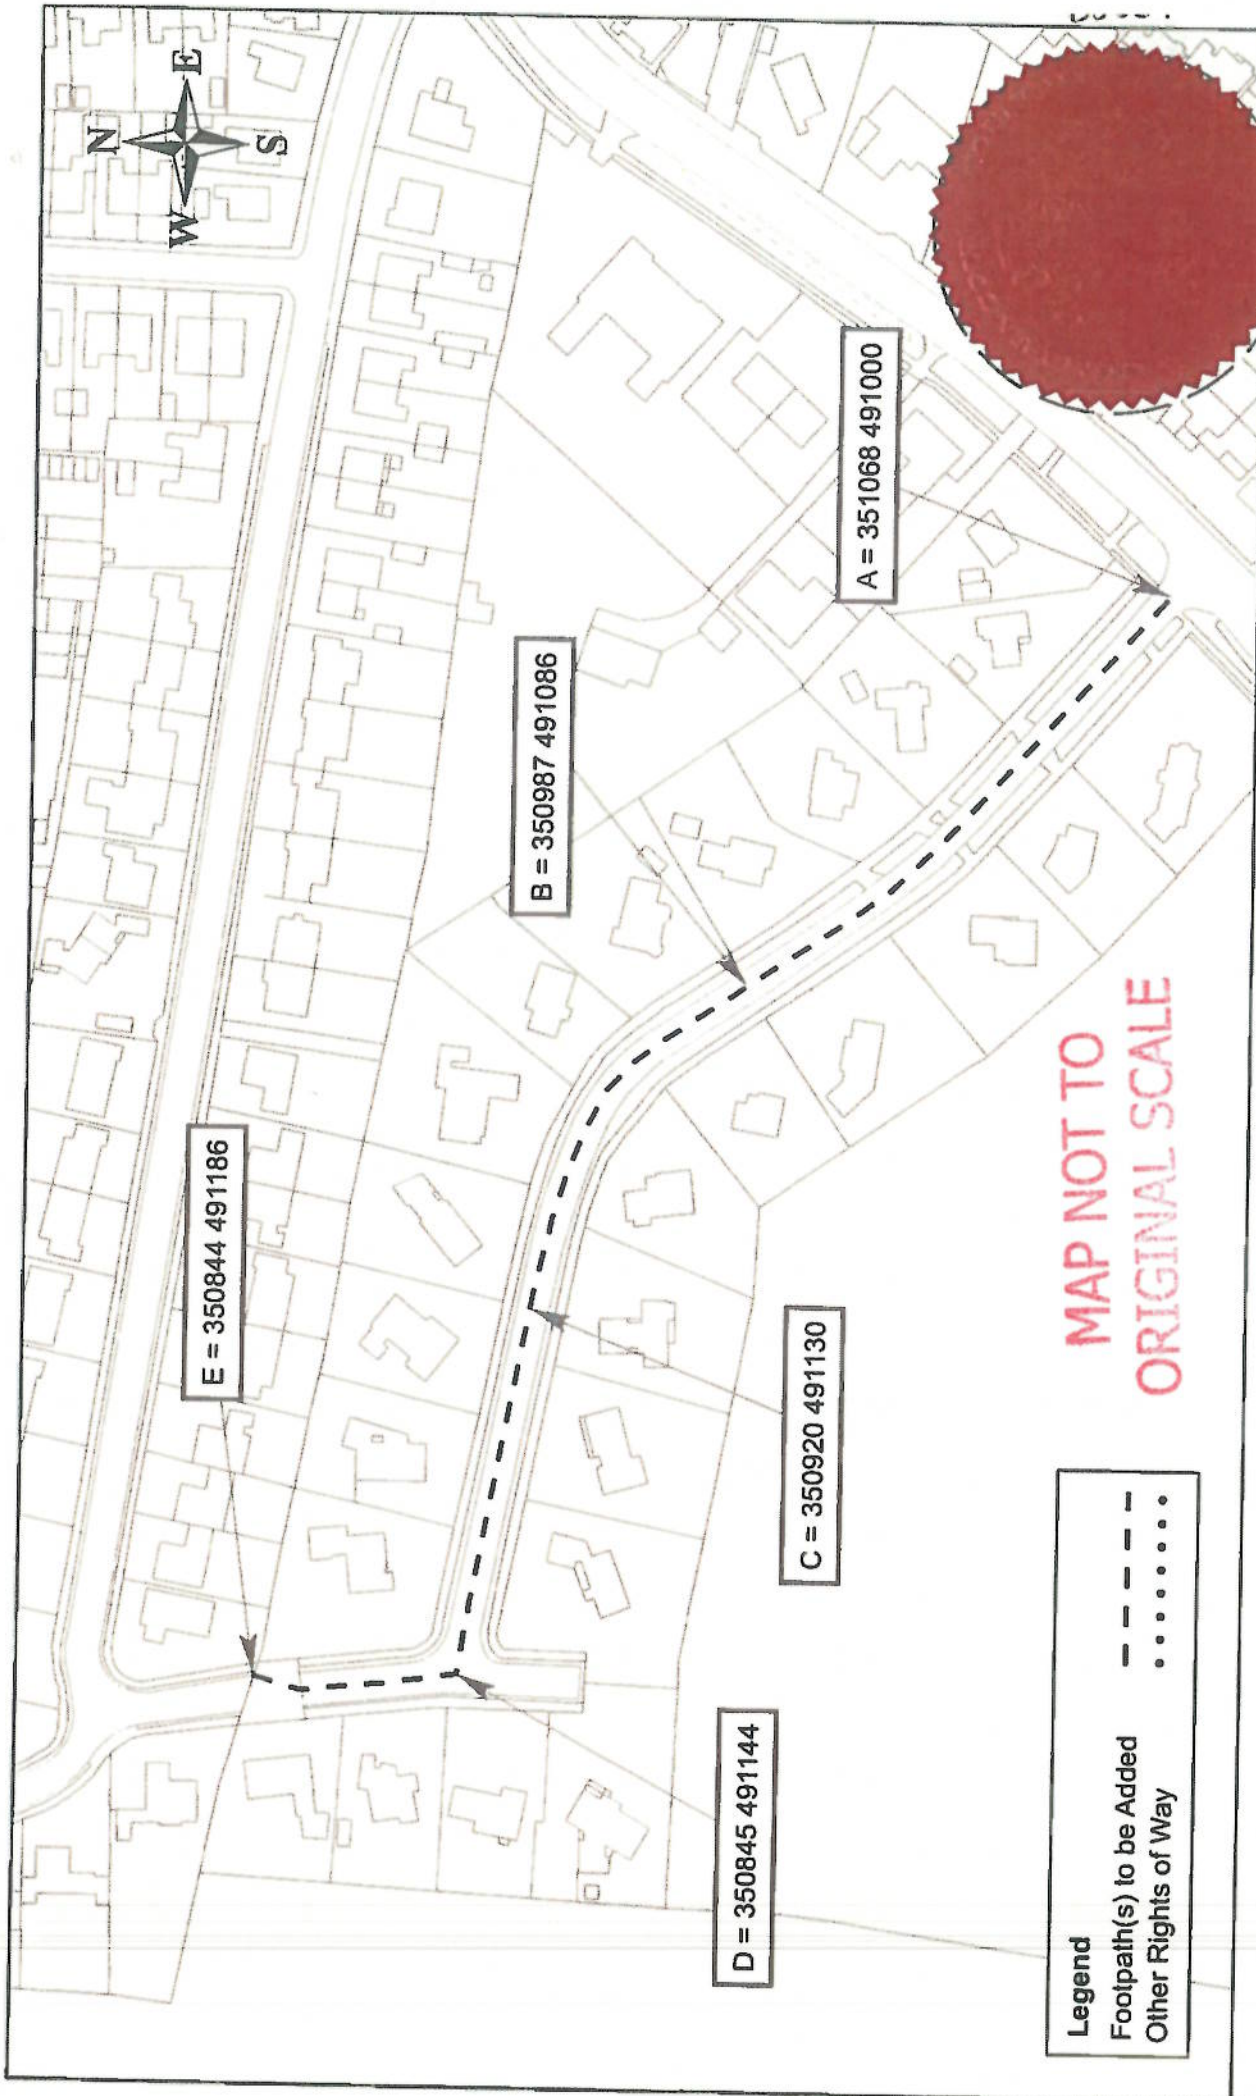 N
E
W
S
A = 351068 491000
B = 350987 491086
E = 350844 491186
C = 350920 491130
D = 350845 491144
MAP NOT TO
ORIGINAL SCALE
Legend
Footpath(s) to be Added
Other Rights of Way